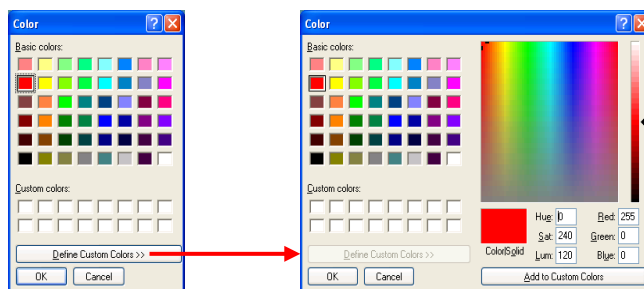 Color
Basic colors:
Custom colors:
Define Custom Colors >>
OK Cancel
Color
Basic colors:
Custom colors:
Define Custom Colors >>
OK Cancel
Color|Solid
Hue: 0 Red: 255
Sat: 240 Green: 0
Lum: 120 Blue: 0
Add to Custom Colors